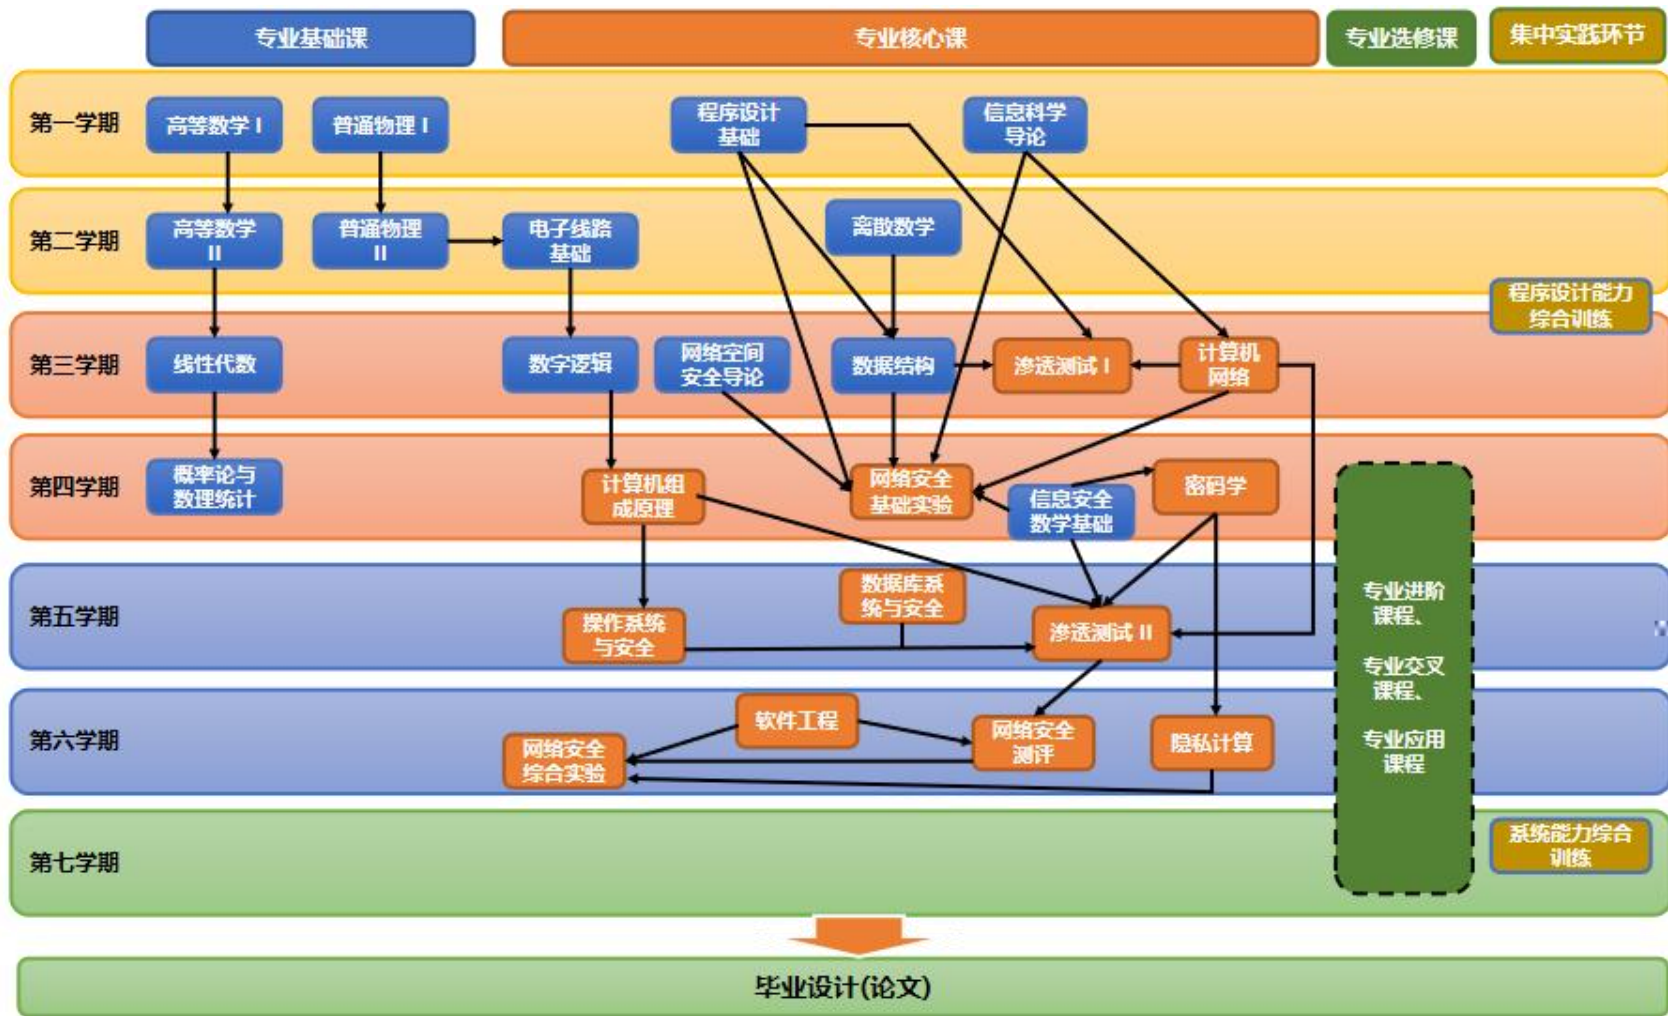 专业基础课
专业核心课
专业选修课
集中实践环节
第一学期
高等数学 I
普通物理 I
程序设计
基础
信息科学
导论
第二学期
高等数学
II
普通物理
II
电子线路
基础
离散数学
程序设计能力
综合训练
第三学期
线性代数
数字逻辑
网络空间
安全导论
数据结构
渗透测试 I
计算机
网络
第四学期
概率论与
数理统计
计算机组
成原理
网络安全
基础实验
信息安全
数学基础
密码学
第五学期
操作系统
与安全
数据库系
统与安全
渗透测试 II
专业进阶
课程、
专业交叉
课程、
专业应用
课程
第六学期
网络安全
综合实验
软件工程
网络安全
测评
隐私计算
第七学期
系统能力综合
训练
毕业设计(论文)